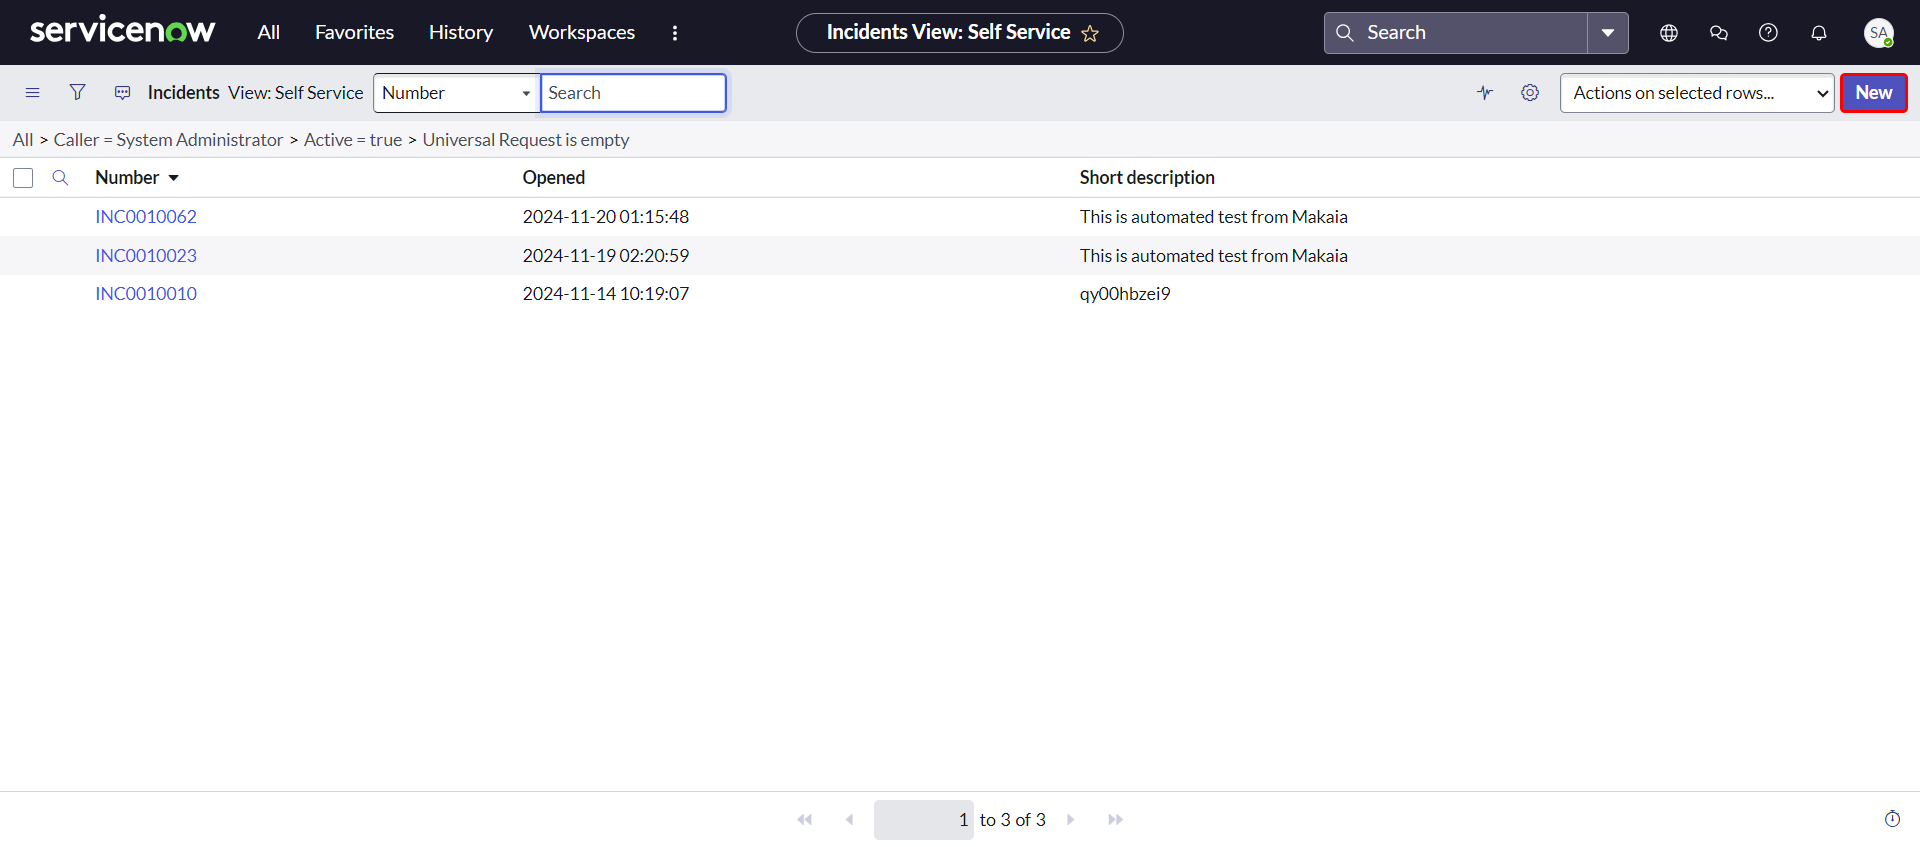 servicenow All Favorites History Workspaces Incidents View: Self Service Search SA
Incidents View: Self Service Number Search Actions on selected rows... New
All > Caller = System Administrator > Active = true > Universal Request is empty
Number Opened Short description
INC0010062 2024-11-20 01:15:48 This is automated test from Makaia
INC0010023 2024-11-19 02:20:59 This is automated test from Makaia
INC0010010 2024-11-14 10:19:07 qy00hbzei9
1 to 3 of 3